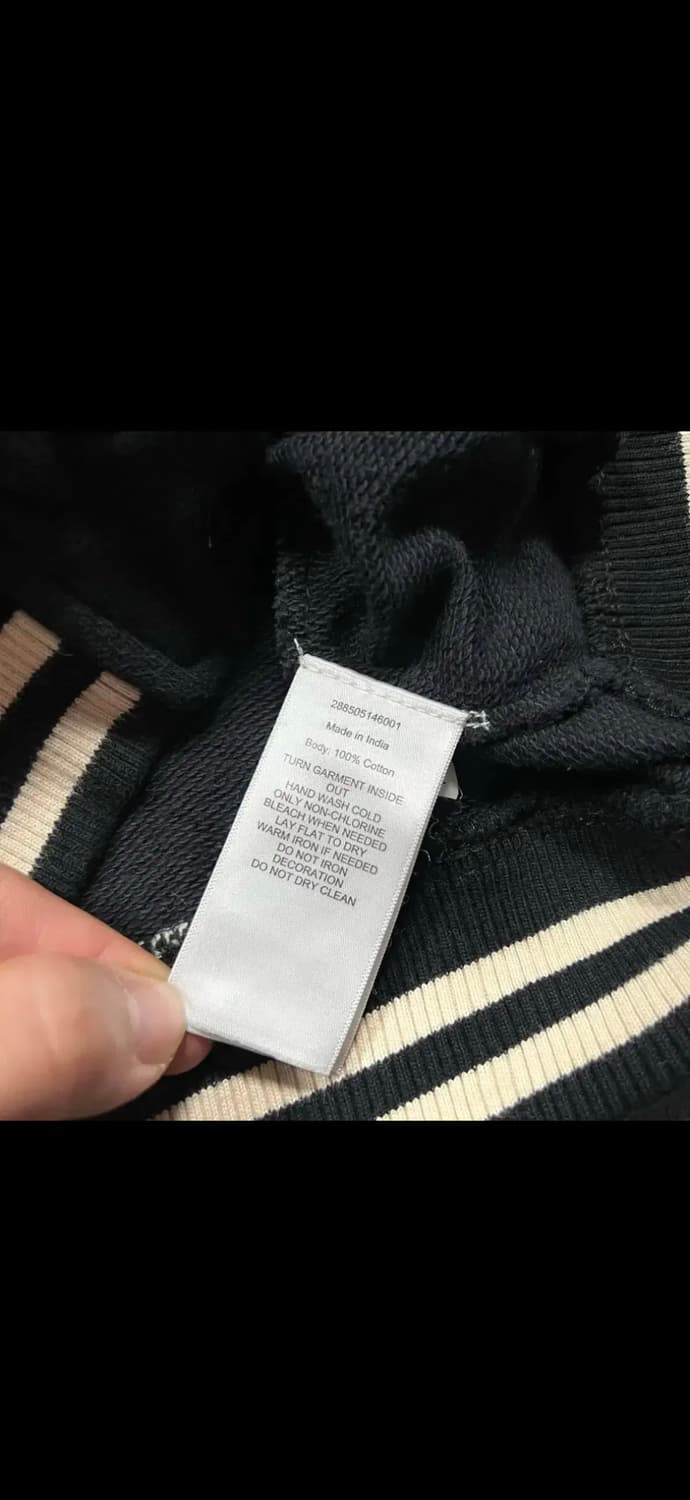 288505146001
Made in India
Body: 100% Cotton
TURN GARMENT INSIDE
OUT
HAND WASH COLD
ONLY NON-CHLORINE
BLEACH WHEN NEEDED
LAY FLAT TO DRY
WARM IRON IF NEEDED
DO NOT IRON
DECORATION
DO NOT DRY CLEAN